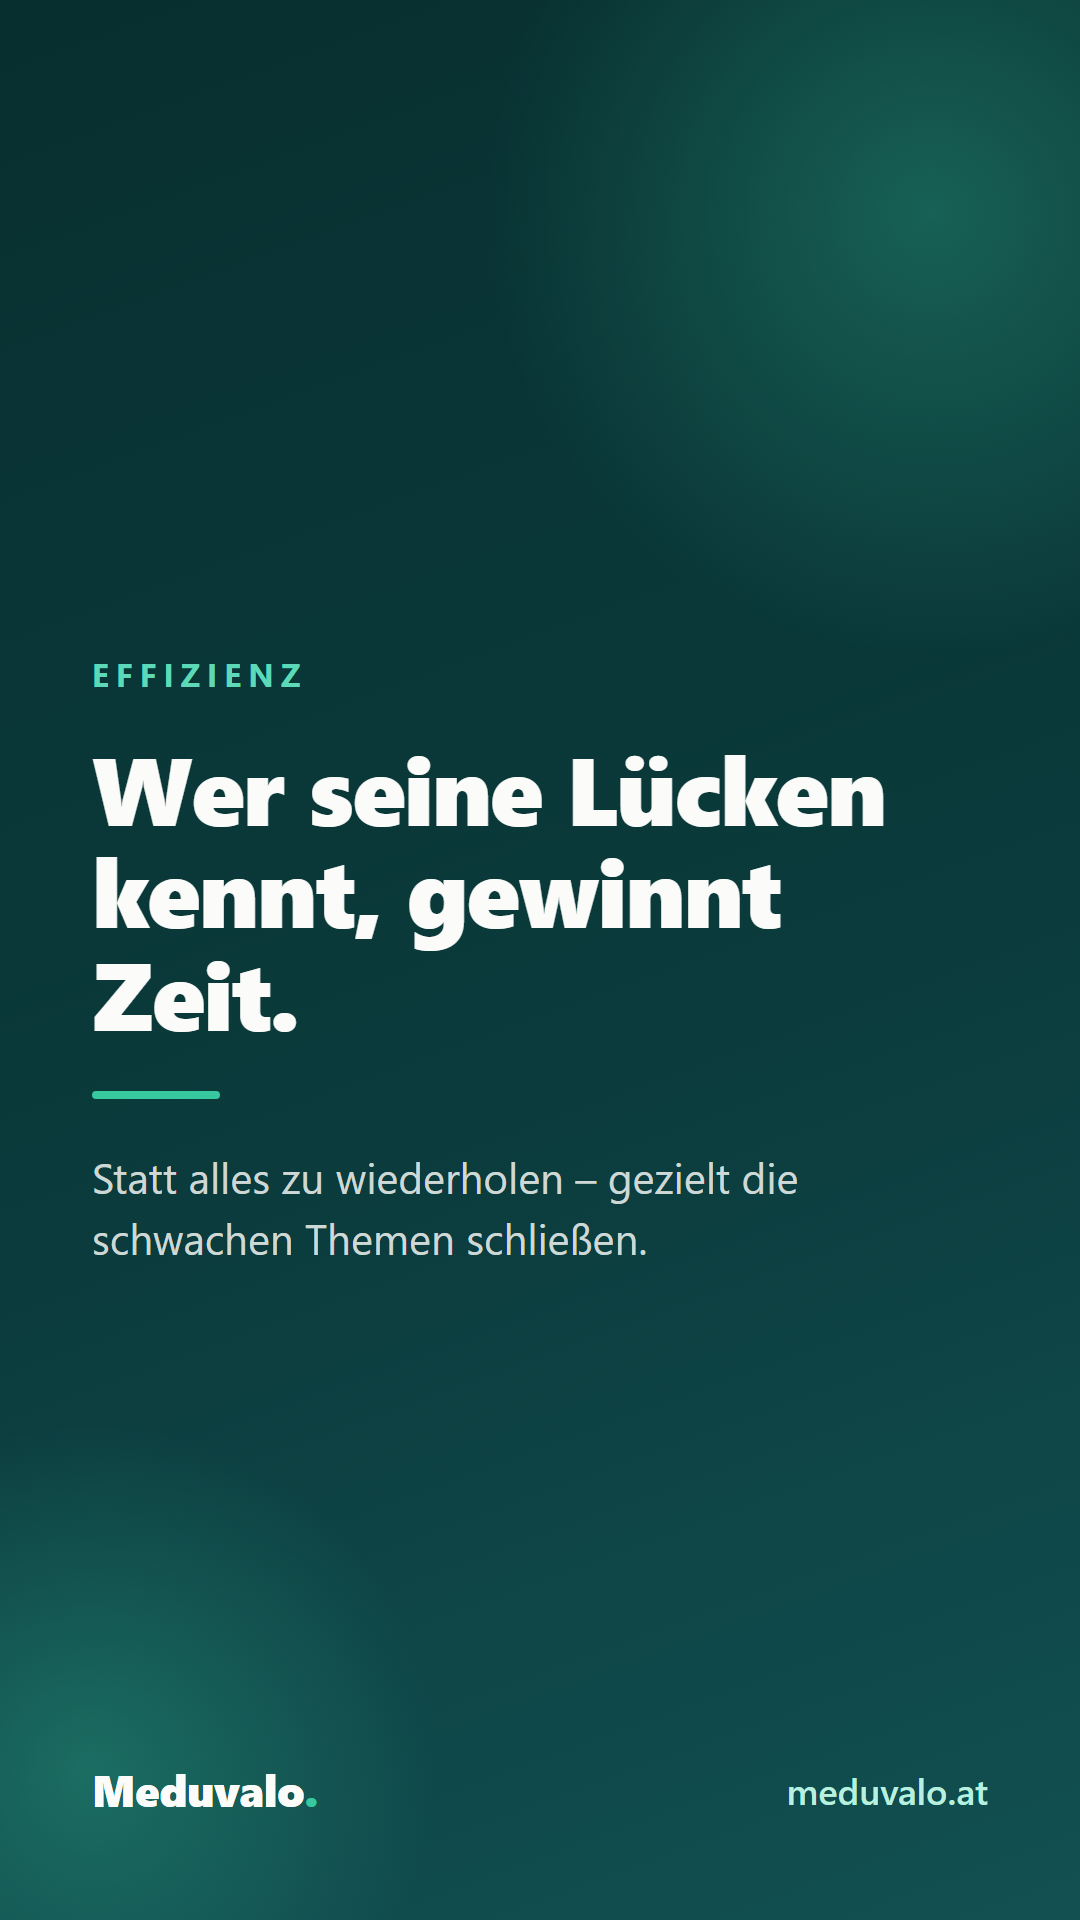 EFFIZIENZ
Wer seine Lücken
kennt, gewinnt
Zeit.
Statt alles zu wiederholen – gezielt die
schwachen Themen schließen.
Meduvalo.
meduvalo.at